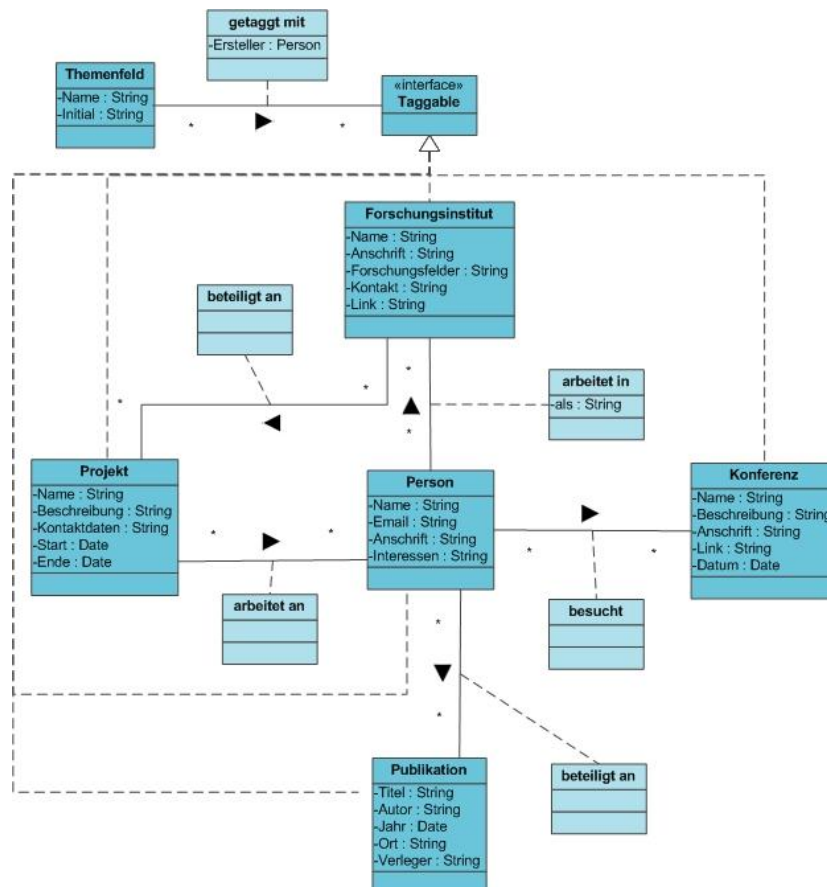 getaggt mit
-Ersteller : Person
Themenfeld
-Name : String
-Initial : String
«interface»
Taggable
*
*
Forschungsinstitut
-Name : String
-Anschrift : String
-Forschungsfelder : String
-Kontakt : String
-Link : String
beteiligt an
*
*
*
*
arbeitet in
-als : String
Projekt
-Name : String
-Beschreibung : String
-Kontaktdaten : String
-Start : Date
-Ende : Date
Person
-Name : String
-Email : String
-Anschrift : String
-Interessen : String
Konferenz
-Name : String
-Beschreibung : String
-Anschrift : String
-Link : String
-Datum : Date
*
*
*
*
arbeitet an
besucht
*
*
Publikation
-Titel : String
-Autor : String
-Jahr : Date
-Ort : String
-Verleger : String
beteiligt an